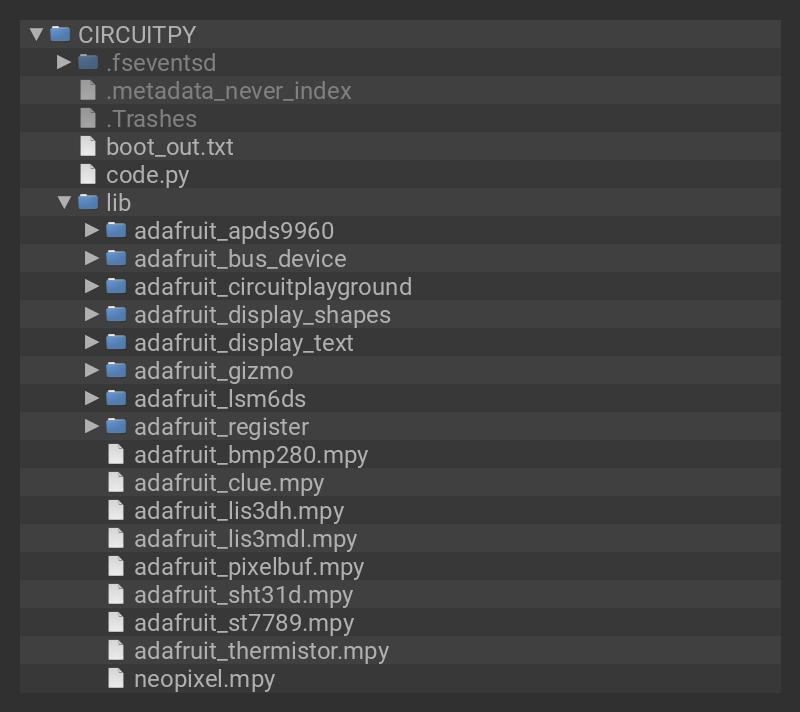 CIRCUITPY
.fseventsd
.metadata_never_index
.Trashes
boot_out.txt
code.py
lib
adafruit_apds9960
adafruit_bus_device
adafruit_circuitplayground
adafruit_display_shapes
adafruit_display_text
adafruit_gizmo
adafruit_lsm6ds
adafruit_register
adafruit_bmp280.mpy
adafruit_clue.mpy
adafruit_lis3dh.mpy
adafruit_lis3mdl.mpy
adafruit_pixelbuf.mpy
adafruit_sht31d.mpy
adafruit_st7789.mpy
adafruit_thermistor.mpy
neopixel.mpy